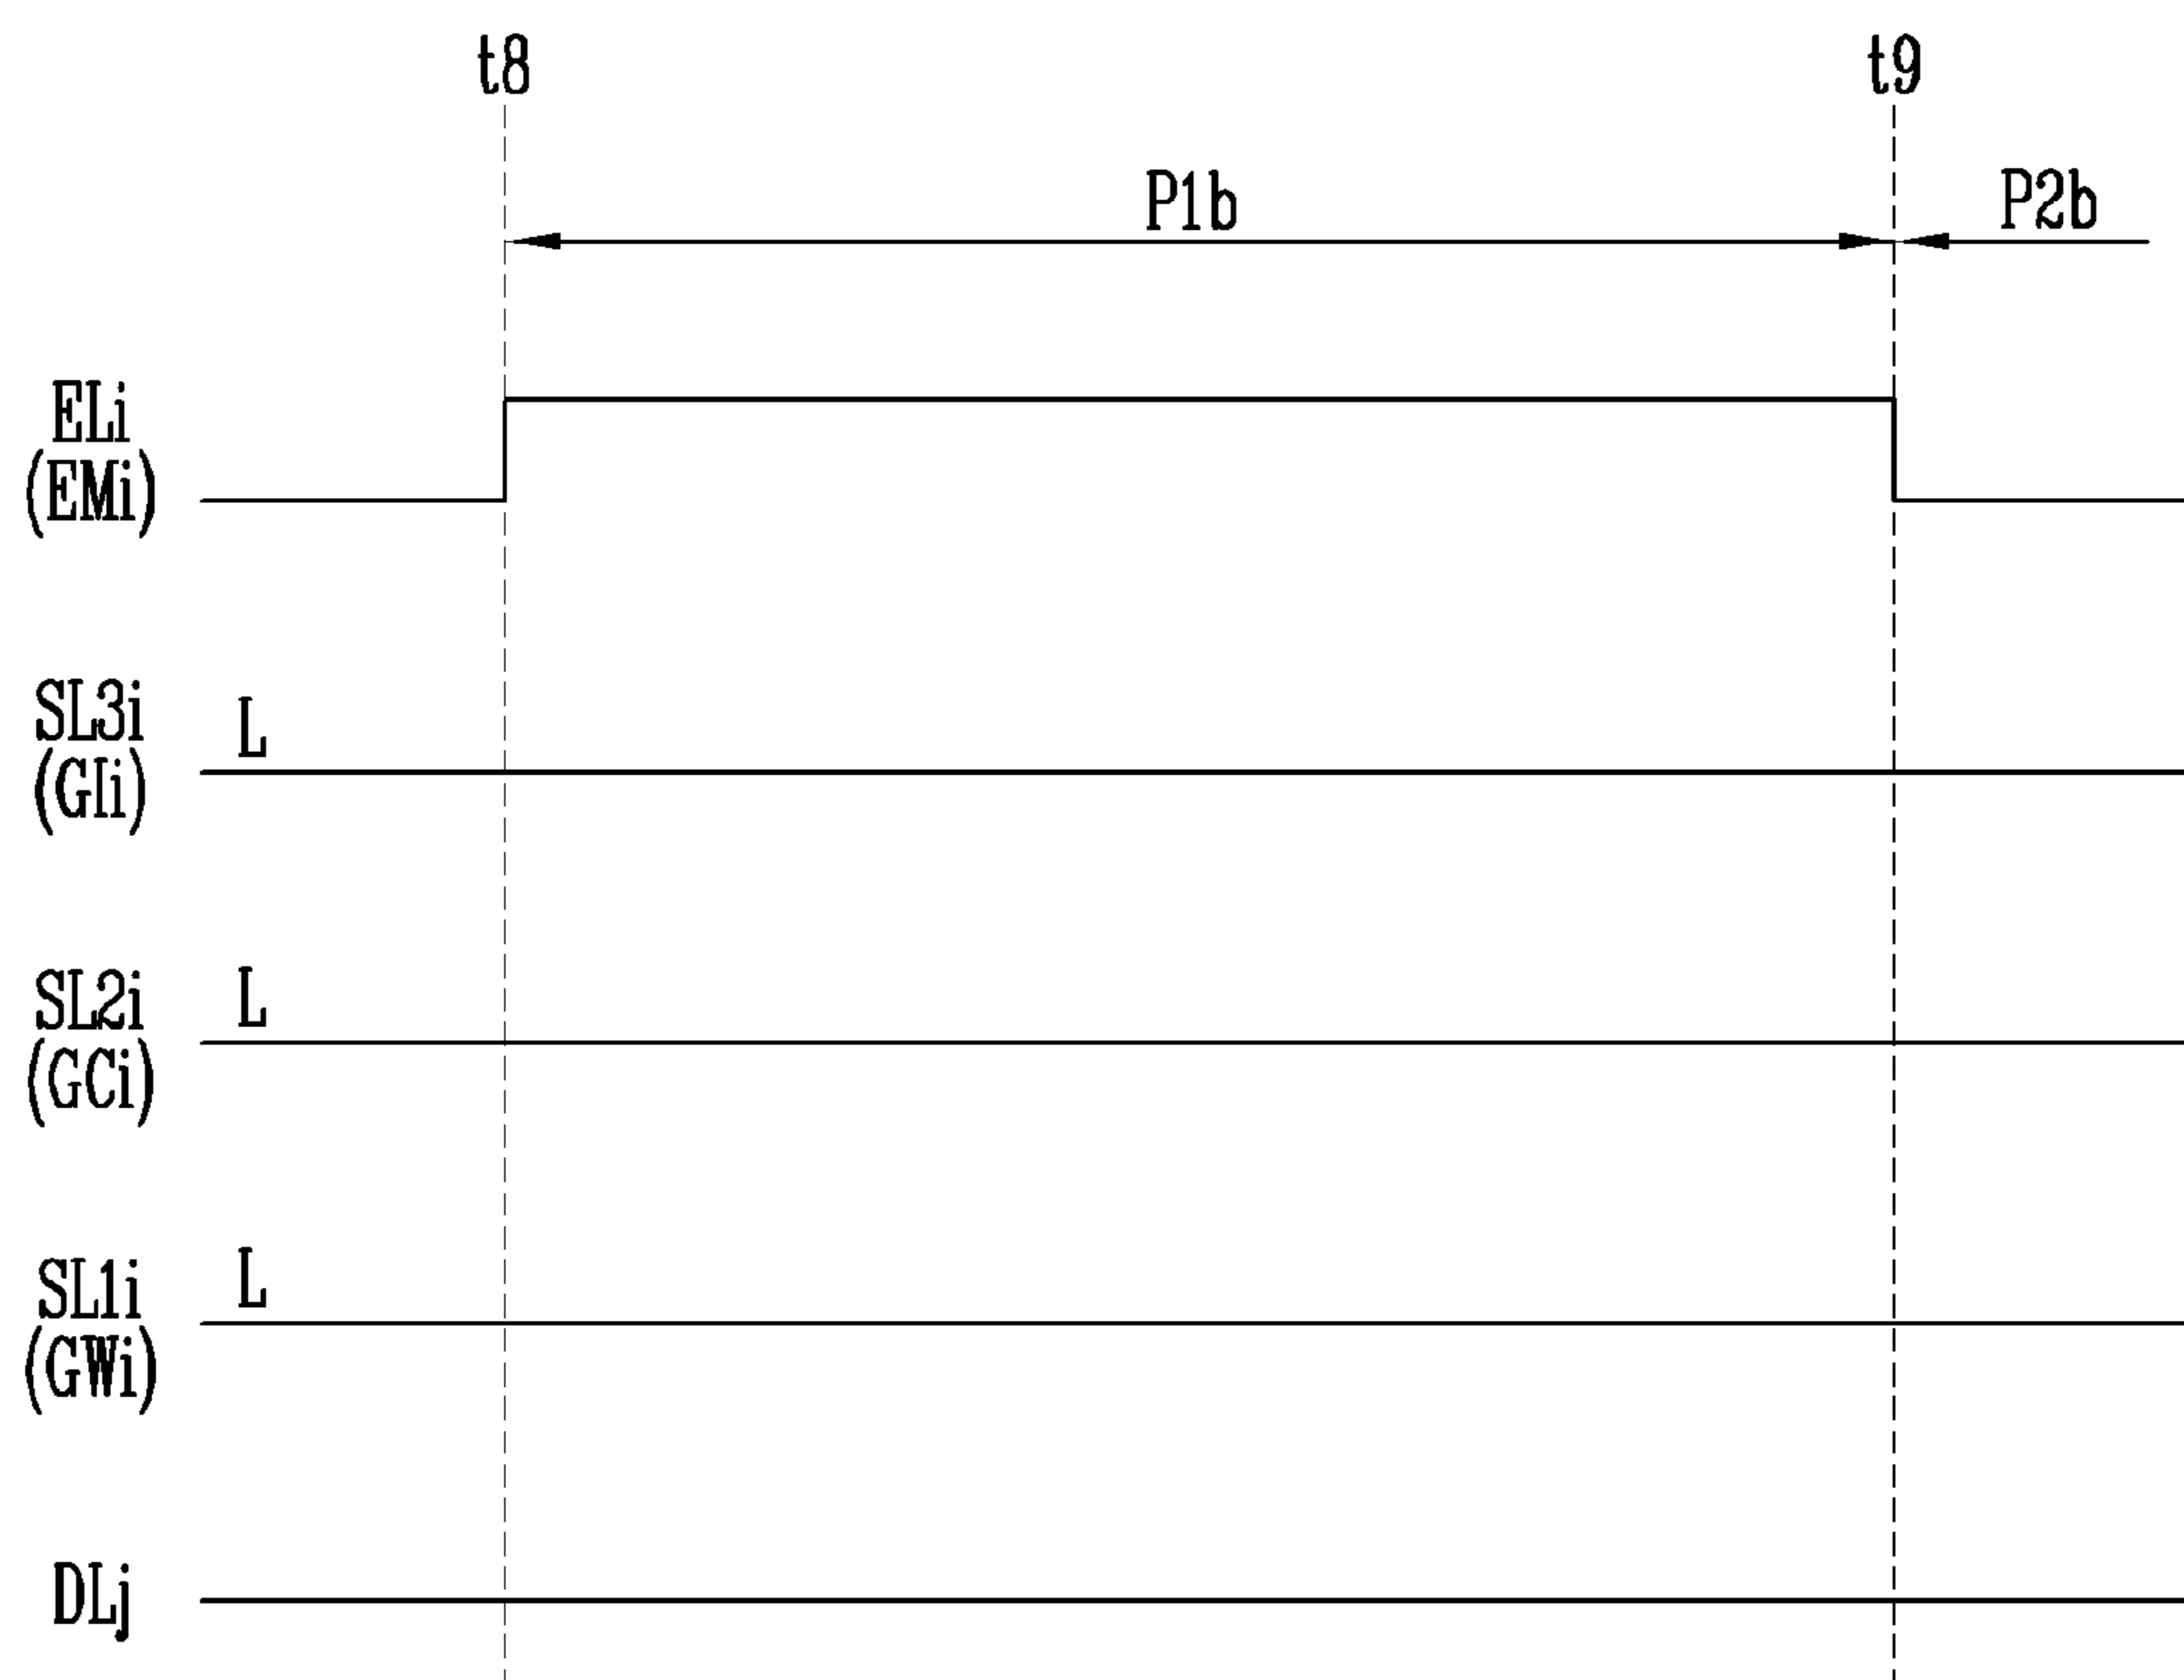 t8 t9
P1b P2b
ELi
(EMi)
L
SL3i
(GIi)
L
SL2i
(GCi)
L
SL1i
(GWi)
DLj